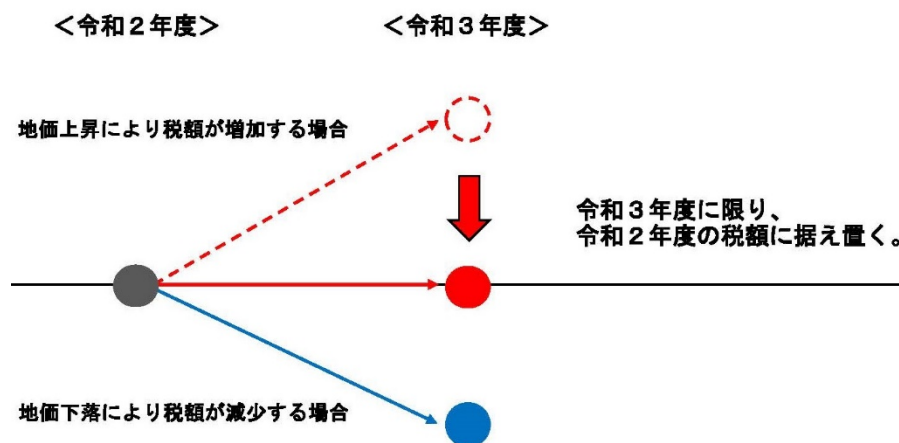 ＜令和２年度＞
＜令和３年度＞
地価上昇により税額が増加する場合
令和３年度に限り、
令和２年度の税額に据え置く。
地価下落により税額が減少する場合